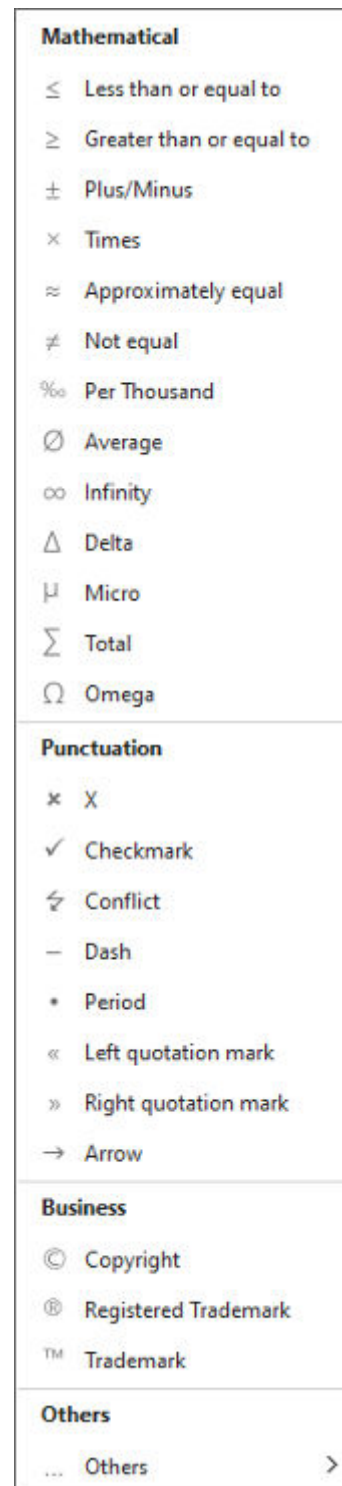 Mathematical
≤ Less than or equal to
≥ Greater than or equal to
± Plus/Minus
× Times
≈ Approximately equal
≠ Not equal
‰ Per Thousand
Ø Average
∞ Infinity
Δ Delta
µ Micro
∑ Total
Ω Omega
Punctuation
× X
✓ Checkmark
↯ Conflict
– Dash
• Period
« Left quotation mark
» Right quotation mark
→ Arrow
Business
© Copyright
® Registered Trademark
™ Trademark
Others
... Others >